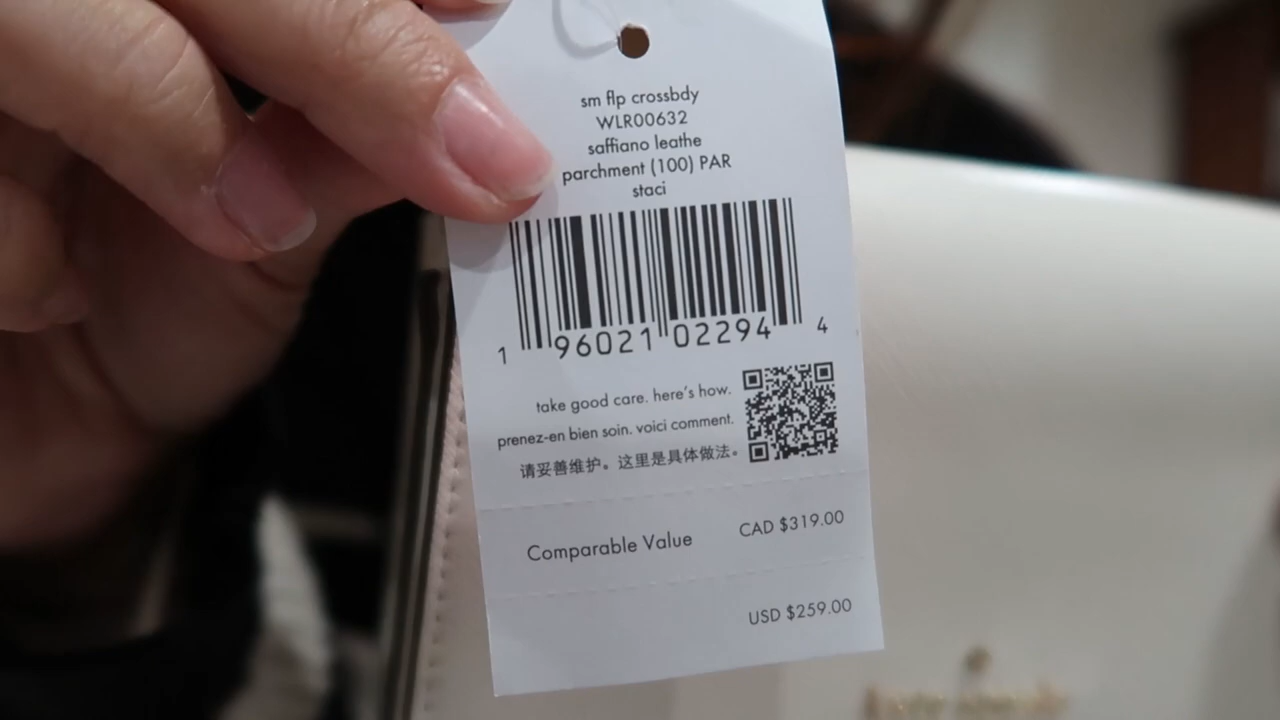 sm flp crossbdy
WLR00632
saffiano leathe
parchment (100) PAR
staci
1 96021 02294 4
take good care. here's how.
prenez-en bien soin. voici comment.
请妥善维护。这里是具体做法。
Comparable Value CAD $319.00
USD $259.00